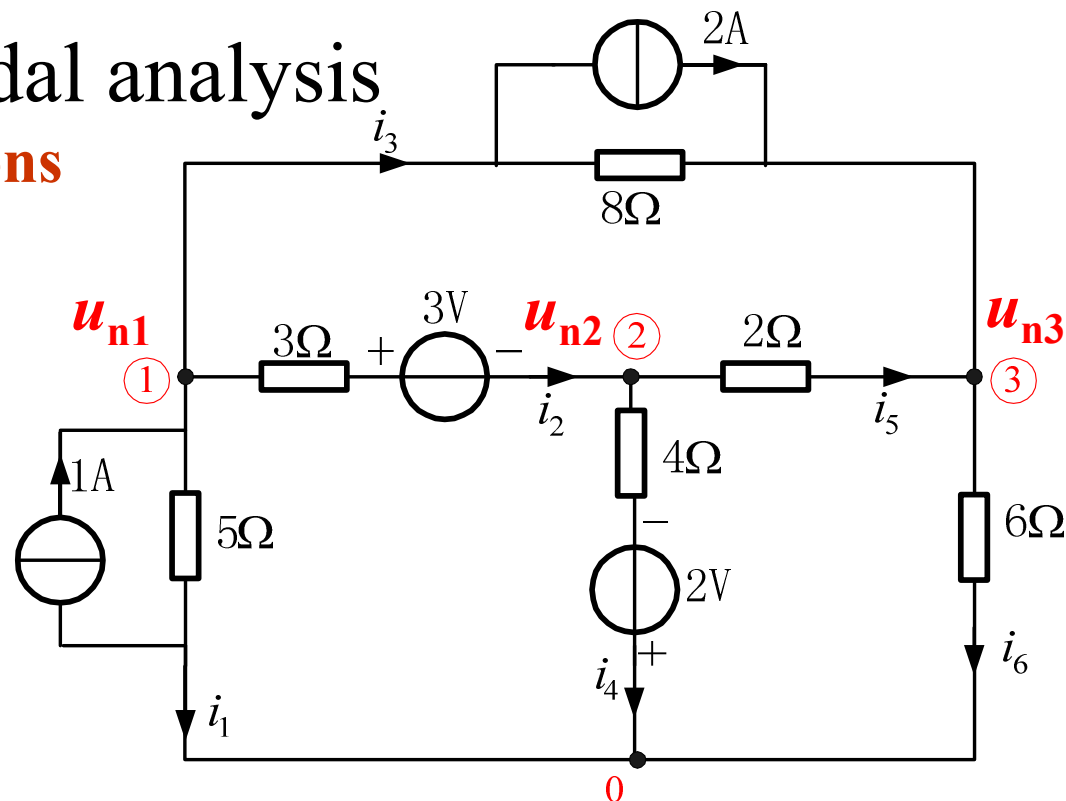 dal analysis
ns
2A
i3
8Ω
un1
3Ω
+
3V
−
un2
2
2Ω
un3
1
3
i2
i5
1A
5Ω
4Ω
−
2V
+
6Ω
i4
i6
i1
0